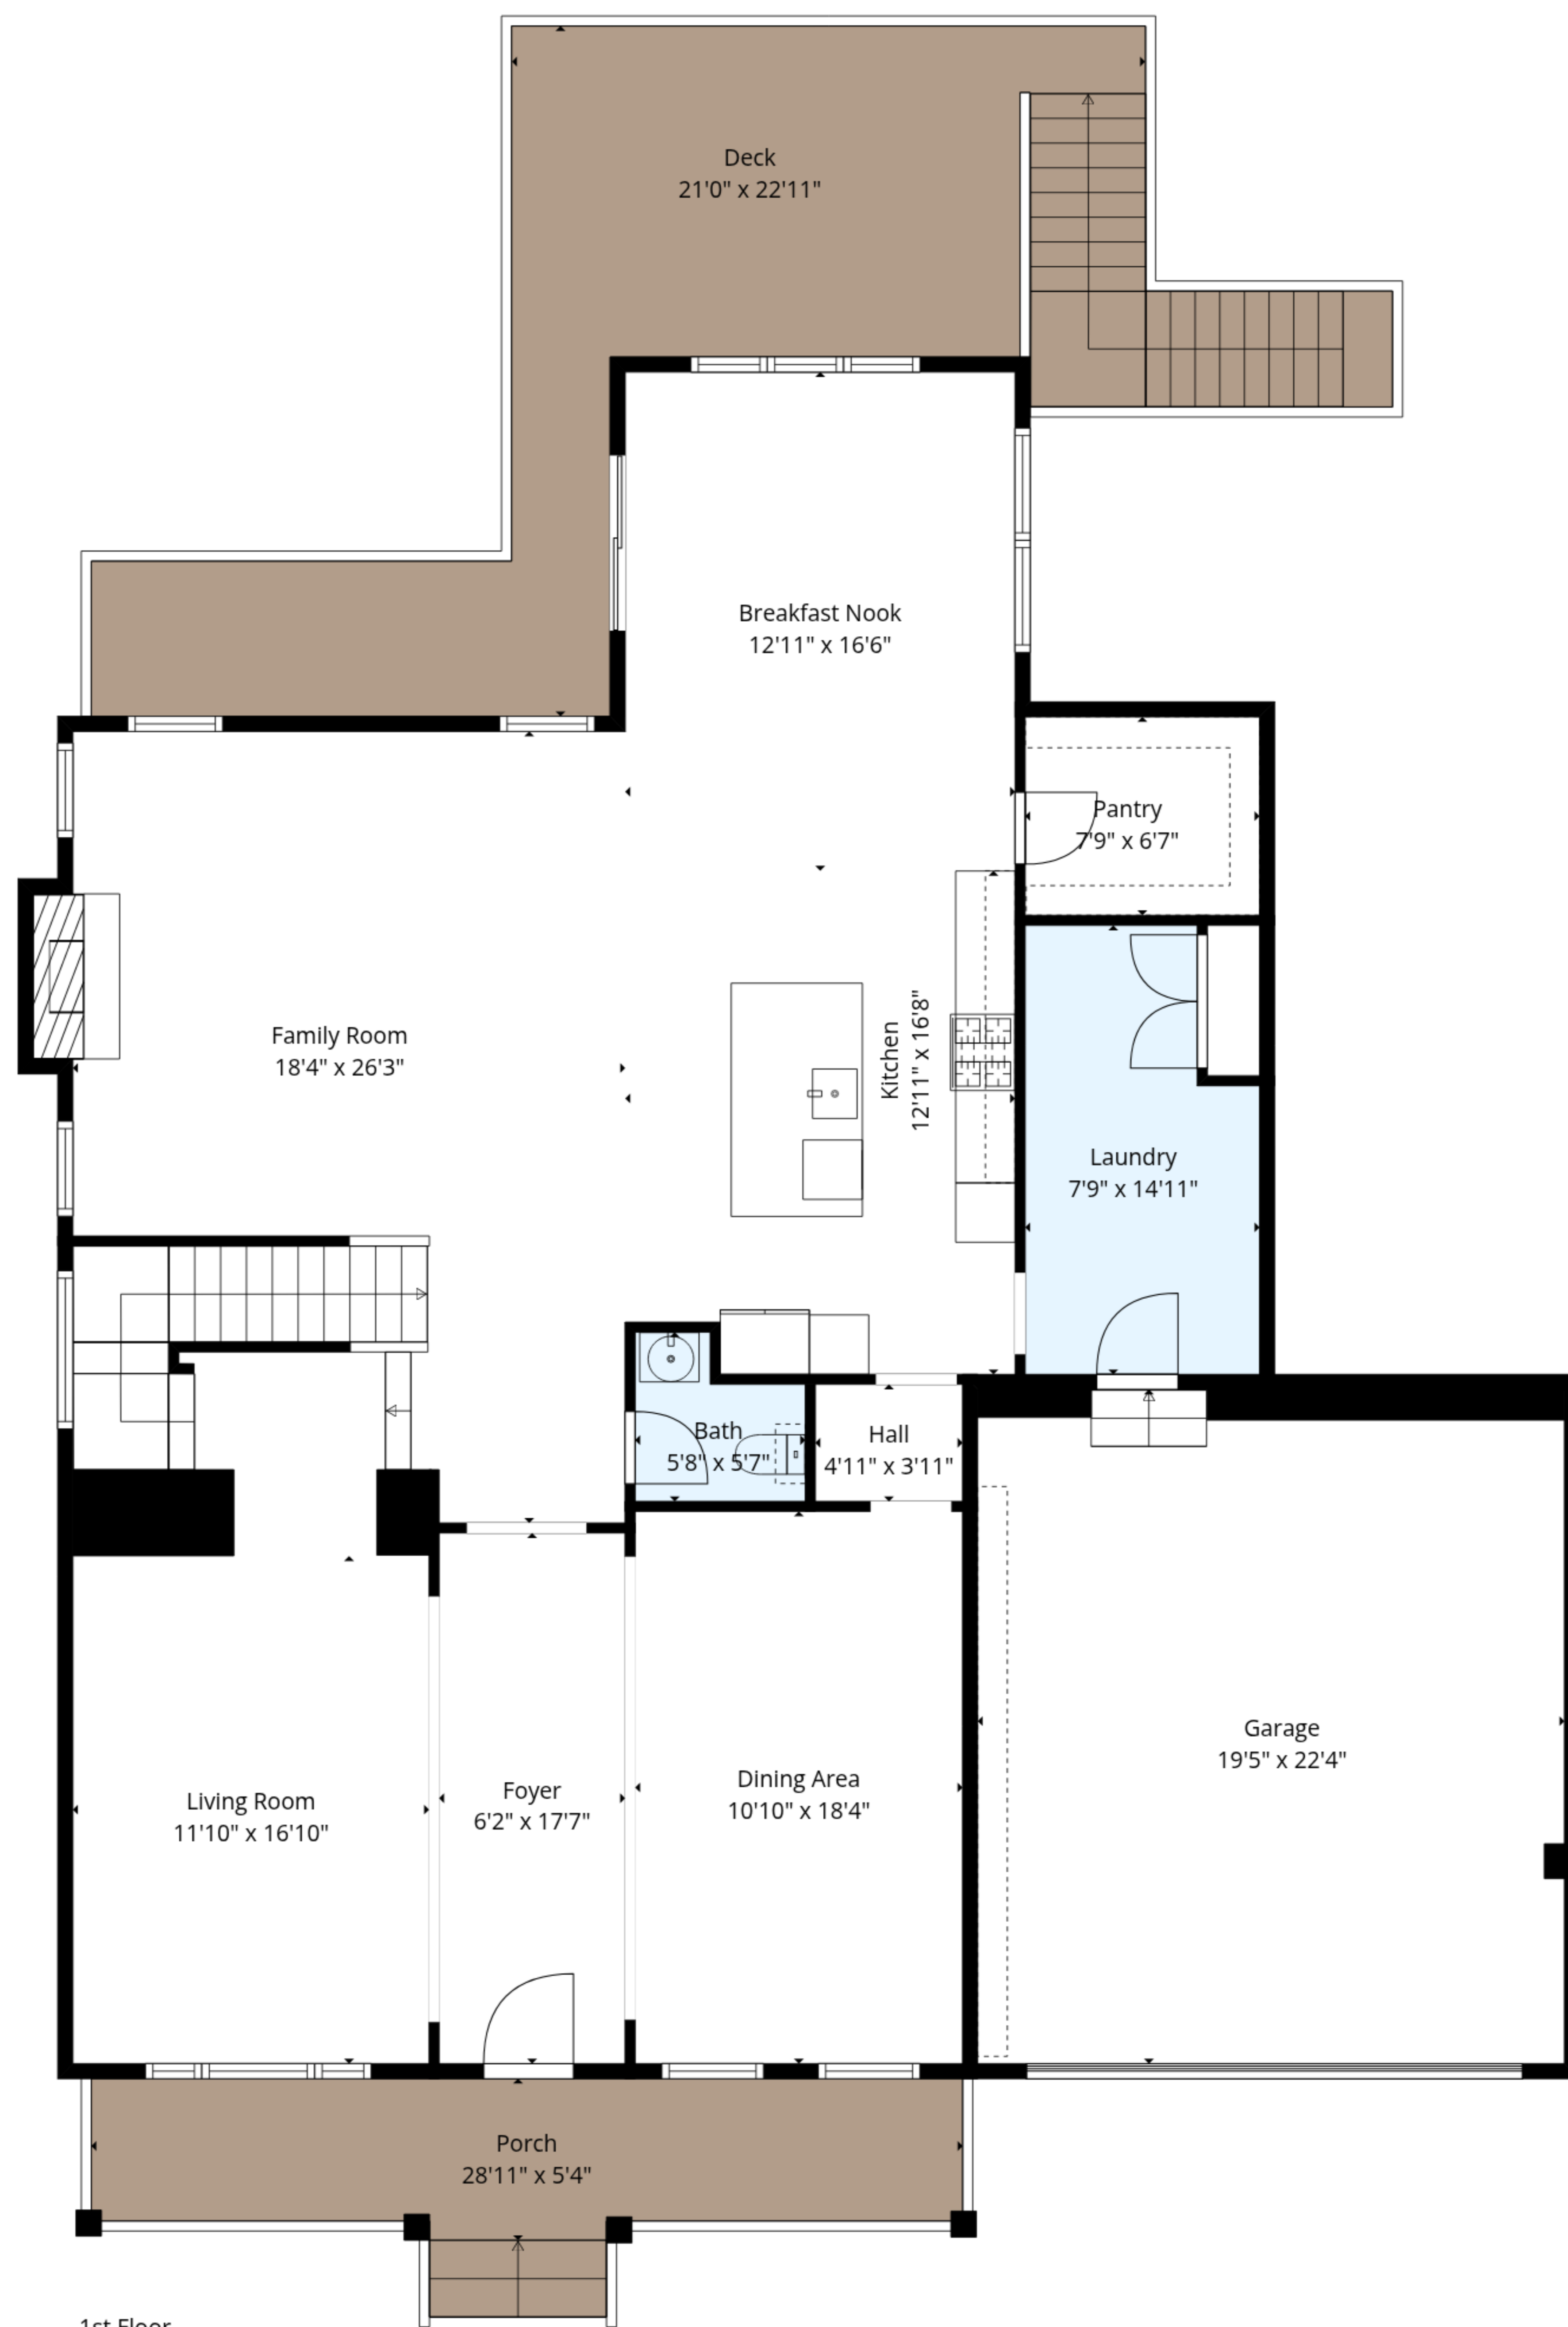 Deck
21'0" x 22'11"
Breakfast Nook
12'11" x 16'6"
Pantry
7'9" x 6'7"
Family Room
18'4" x 26'3"
Kitchen
12'11" x 16'8"
Laundry
7'9" x 14'11"
Bath
5'8" x 5'7"
Hall
4'11" x 3'11"
Garage
19'5" x 22'4"
Living Room
11'10" x 16'10"
Foyer
6'2" x 17'7"
Dining Area
10'10" x 18'4"
Porch
28'11" x 5'4"
1st Floor